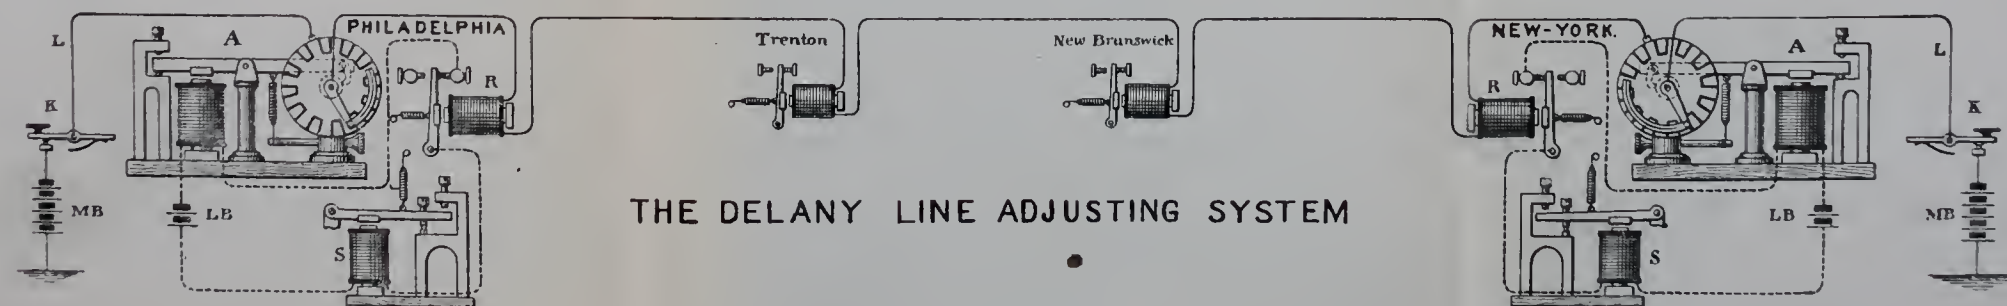 PHILADELPHIA
NEW-YORK.
L
A
Trenton
New Brunswick
A
L
K
R
R
K
MB
LB
THE DELANY LINE ADJUSTING SYSTEM
LB
MB
S
S